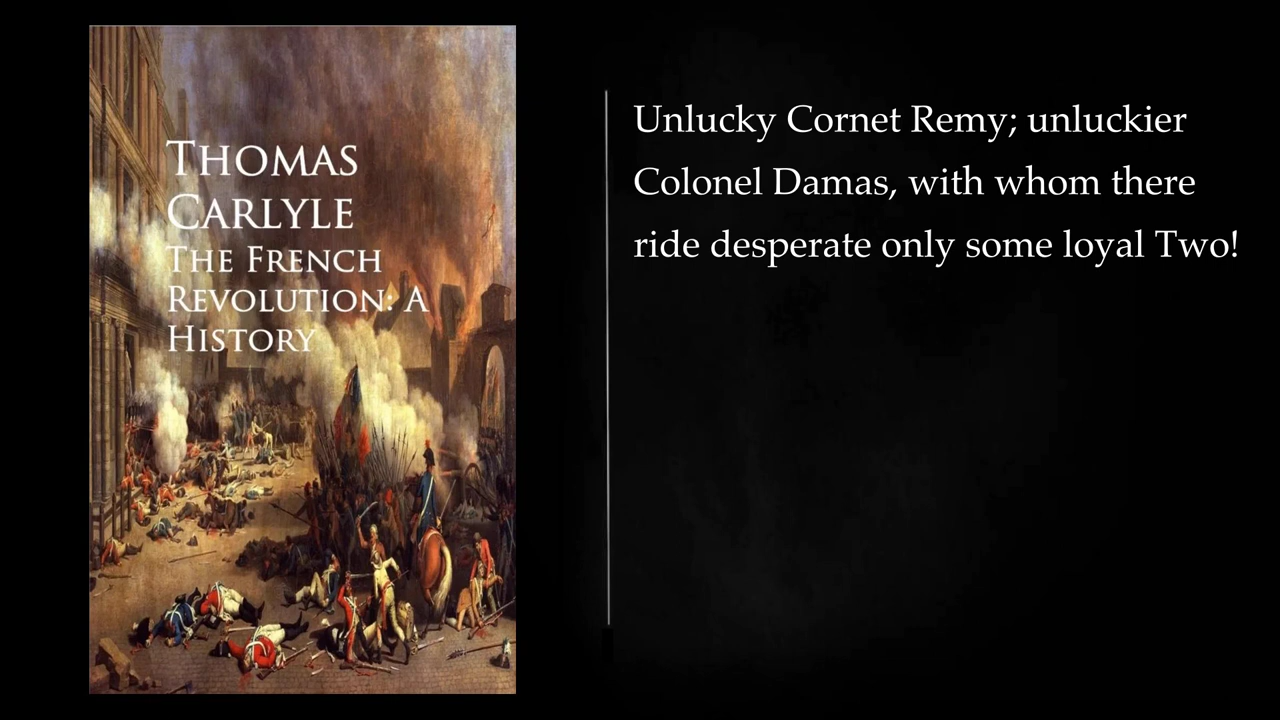 THOMAS
CARLYLE
THE FRENCH
REVOLUTION: A
HISTORY
Unlucky Cornet Remy; unluckier
Colonel Damas, with whom there
ride desperate only some loyal Two!